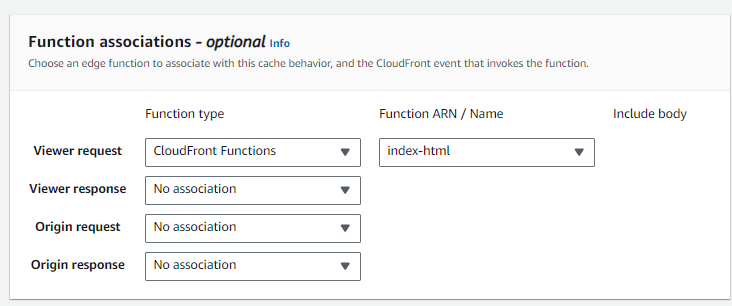 Function associations - optional Info
Choose an edge function to associate with this cache behavior, and the CloudFront event that invokes the function.
Function type Function ARN / Name Include body
Viewer request CloudFront Functions index-html
Viewer response No association
Origin request No association
Origin response No association